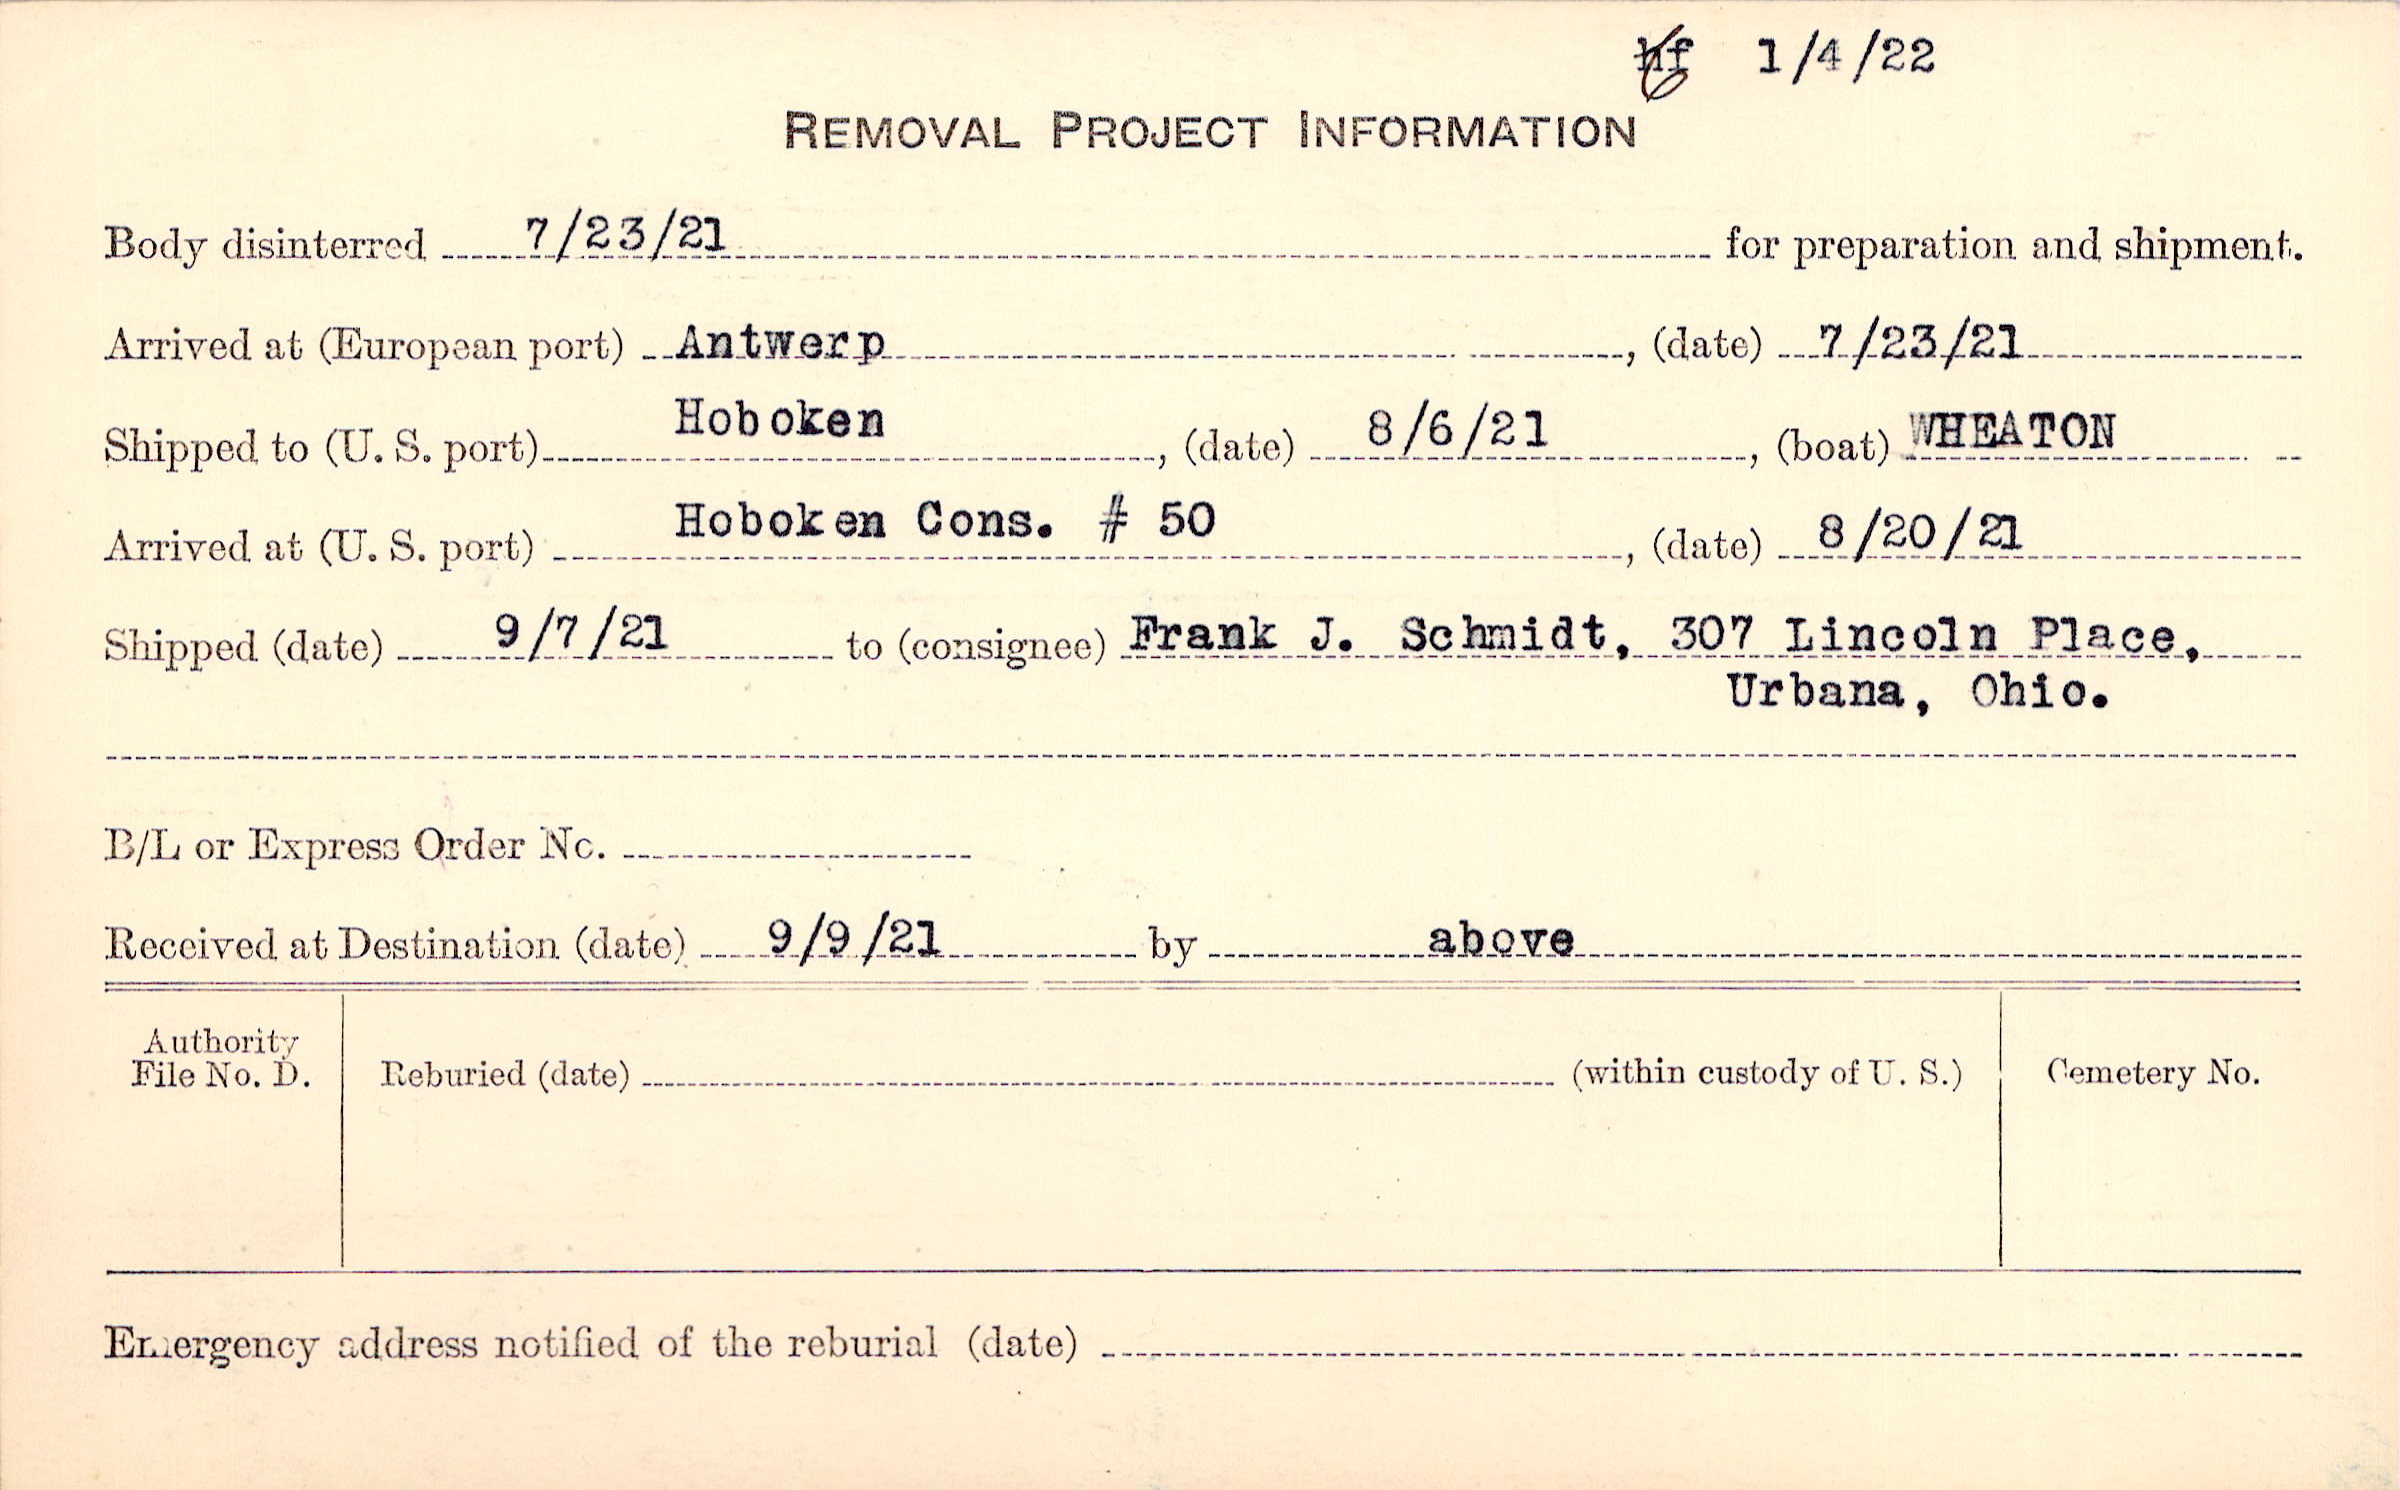 hf 1/4/22
REMOVAL PROJECT INFORMATION
Body disinterred 7/23/21 for preparation and shipment.
Arrived at (European port) Antwerp, (date) 7/23/21
Shipped to (U. S. port) Hoboken, (date) 8/6/21, (boat) WHEATON
Arrived at (U. S. port) Hoboken Cons. # 50, (date) 8/20/21
Shipped (date) 9/7/21 to (consignee) Frank J. Schmidt, 307 Lincoln Place,
Urbana, Ohio.
B/L or Express Order No.
Received at Destination (date) 9/9/21 by above
Authority
File No. D.
Reburied (date) (within custody of U. S.)
Cemetery No.
Emergency address notified of the reburial (date)